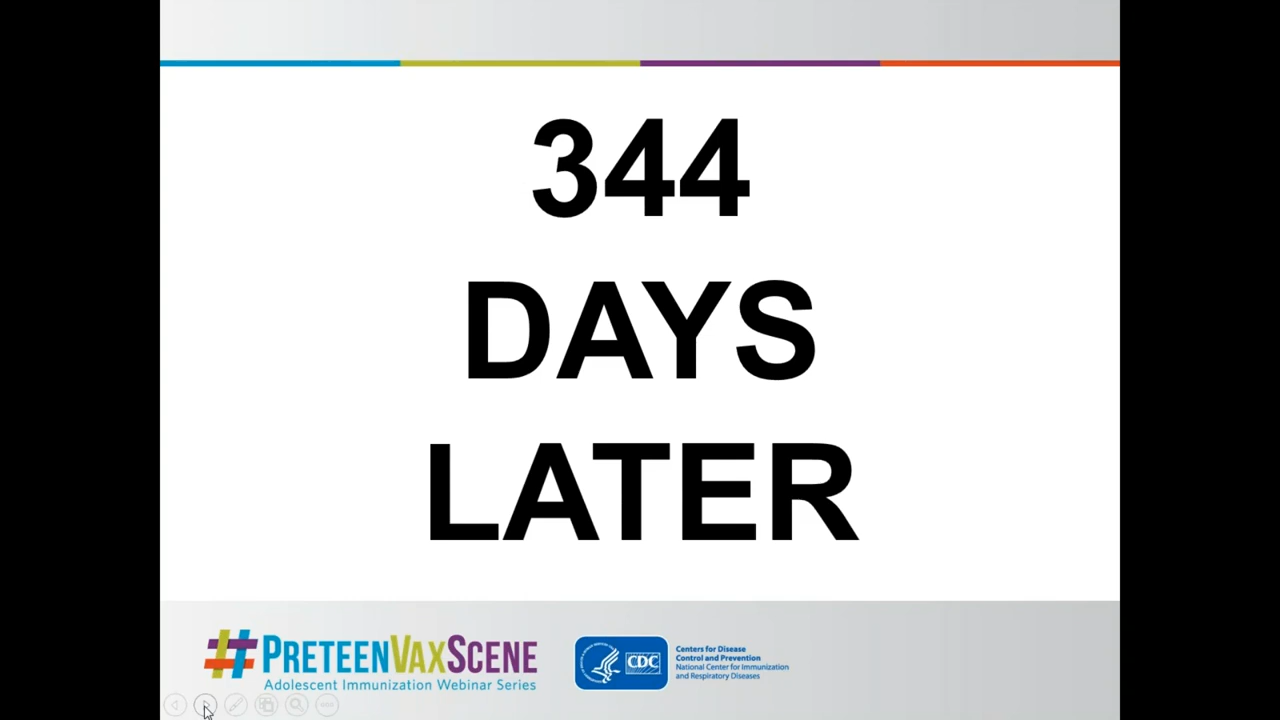 344
DAYS
LATER
#PRETEENVAXSCENE
Adolescent Immunization Webinar Series
CDC
Centers for Disease
Control and Prevention
National Center for Immunization
and Respiratory Diseases